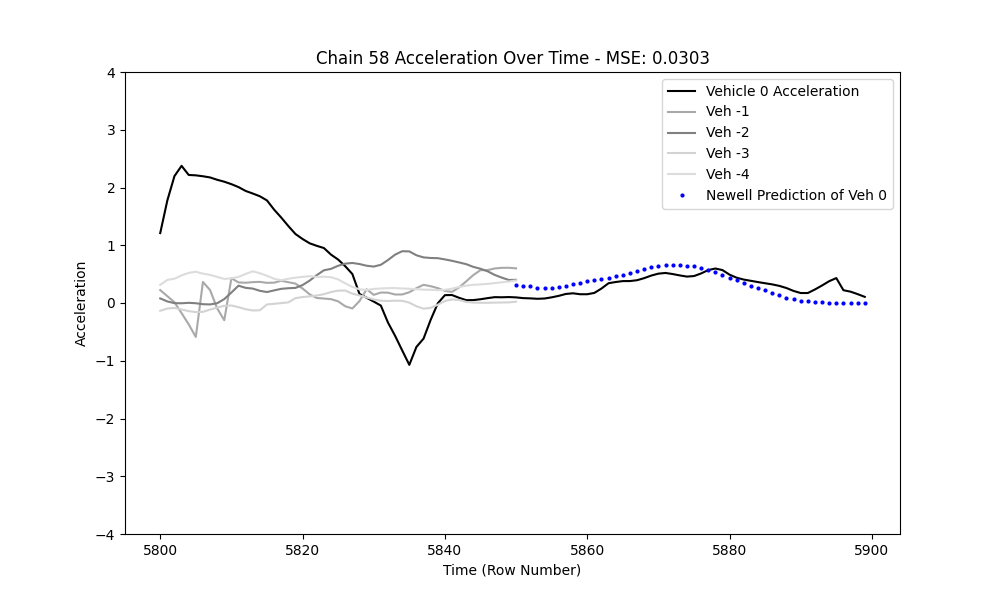 Chain 58 Acceleration Over Time - MSE: 0.0303
4
3
2
1
0
−1
−2
−3
−4
Acceleration
Vehicle 0 Acceleration
Veh -1
Veh -2
Veh -3
Veh -4
Newell Prediction of Veh 0
5800 5820 5840 5860 5880 5900
Time (Row Number)